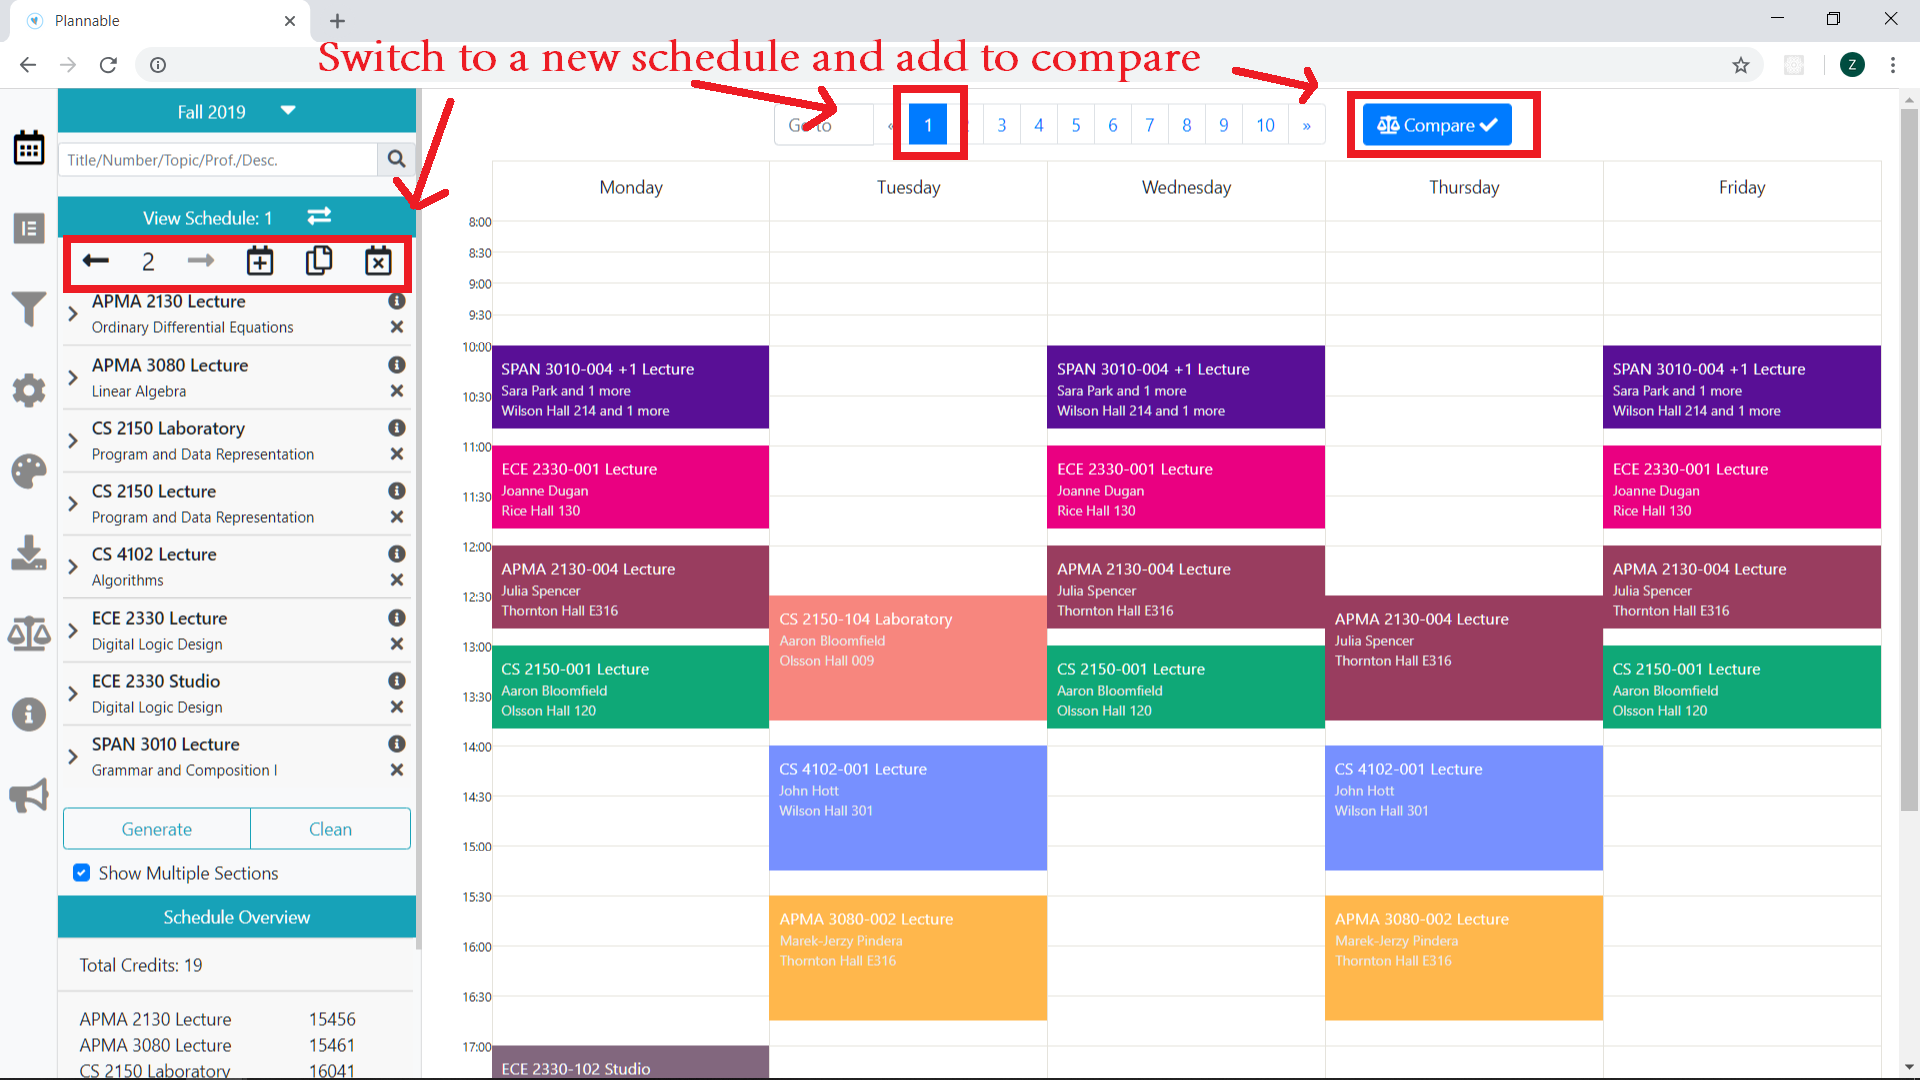 Plannable
Z
Switch to a new schedule and add to compare
Fall 2019
Title/Number/Topic/Prof./Desc.
View Schedule: 1
2
APMA 2130 Lecture
Ordinary Differential Equations
APMA 3080 Lecture
Linear Algebra
CS 2150 Laboratory
Program and Data Representation
CS 2150 Lecture
Program and Data Representation
CS 4102 Lecture
Algorithms
ECE 2330 Lecture
Digital Logic Design
ECE 2330 Studio
Digital Logic Design
SPAN 3010 Lecture
Grammar and Composition I
Generate Clean
Show Multiple Sections
Schedule Overview
Total Credits: 19
APMA 2130 Lecture 15456
APMA 3080 Lecture 15461
CS 2150 Laboratory 16041
Go to « 1 2 3 4 5 6 7 8 9 10 »
Compare
Monday Tuesday Wednesday Thursday Friday
8:00
8:30
9:00
9:30
10:00
10:30
11:00
11:30
12:00
12:30
13:00
13:30
14:00
14:30
15:00
15:30
16:00
16:30
17:00
SPAN 3010-004 +1 Lecture
Sara Park and 1 more
Wilson Hall 214 and 1 more
ECE 2330-001 Lecture
Joanne Dugan
Rice Hall 130
APMA 2130-004 Lecture
Julia Spencer
Thornton Hall E316
CS 2150-001 Lecture
Aaron Bloomfield
Olsson Hall 120
ECE 2330-102 Studio
CS 2150-104 Laboratory
Aaron Bloomfield
Olsson Hall 009
CS 4102-001 Lecture
John Hott
Wilson Hall 301
APMA 3080-002 Lecture
Marek-Jerzy Pindera
Thornton Hall E316
SPAN 3010-004 +1 Lecture
Sara Park and 1 more
Wilson Hall 214 and 1 more
ECE 2330-001 Lecture
Joanne Dugan
Rice Hall 130
APMA 2130-004 Lecture
Julia Spencer
Thornton Hall E316
CS 2150-001 Lecture
Aaron Bloomfield
Olsson Hall 120
APMA 2130-004 Lecture
Julia Spencer
Thornton Hall E316
CS 4102-001 Lecture
John Hott
Wilson Hall 301
APMA 3080-002 Lecture
Marek-Jerzy Pindera
Thornton Hall E316
SPAN 3010-004 +1 Lecture
Sara Park and 1 more
Wilson Hall 214 and 1 more
ECE 2330-001 Lecture
Joanne Dugan
Rice Hall 130
APMA 2130-004 Lecture
Julia Spencer
Thornton Hall E316
CS 2150-001 Lecture
Aaron Bloomfield
Olsson Hall 120